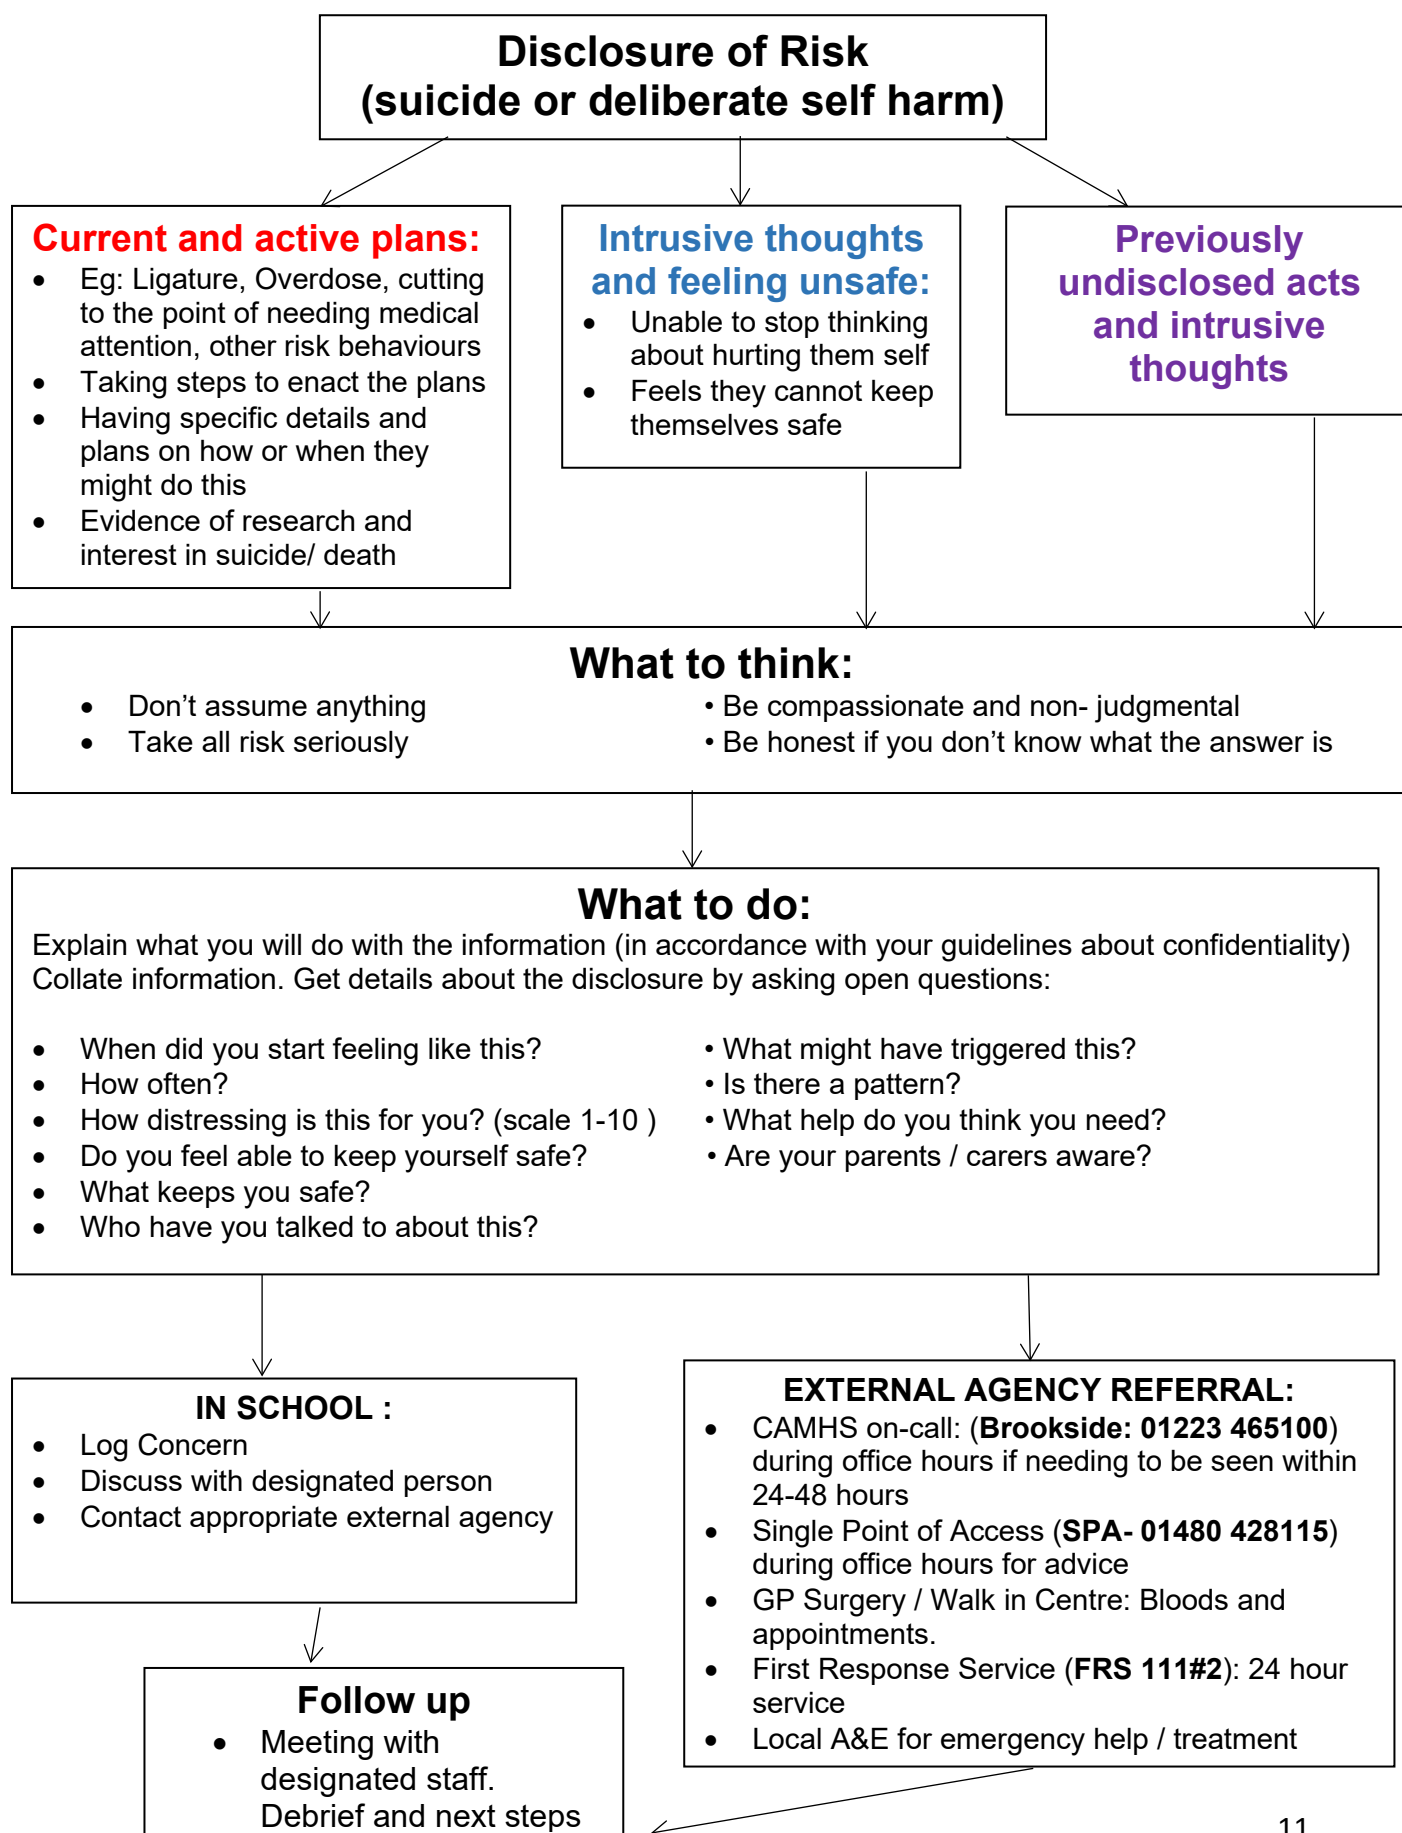 Disclosure of Risk
(suicide or deliberate self harm)
Current and active plans:
• Eg: Ligature, Overdose, cutting
to the point of needing medical
attention, other risk behaviours
• Taking steps to enact the plans
• Having specific details and
plans on how or when they
might do this
• Evidence of research and
interest in suicide/ death
Intrusive thoughts
and feeling unsafe:
• Unable to stop thinking
about hurting them self
• Feels they cannot keep
themselves safe
Previously
undisclosed acts
and intrusive
thoughts
What to think:
• Don’t assume anything
• Take all risk seriously
• Be compassionate and non- judgmental
• Be honest if you don’t know what the answer is
What to do:
Explain what you will do with the information (in accordance with your guidelines about confidentiality)
Collate information. Get details about the disclosure by asking open questions:
• When did you start feeling like this?
• How often?
• How distressing is this for you? (scale 1-10 )
• Do you feel able to keep yourself safe?
• What keeps you safe?
• Who have you talked to about this?
• What might have triggered this?
• Is there a pattern?
• What help do you think you need?
• Are your parents / carers aware?
IN SCHOOL :
• Log Concern
• Discuss with designated person
• Contact appropriate external agency
EXTERNAL AGENCY REFERRAL:
• CAMHS on-call: (Brookside: 01223 465100)
during office hours if needing to be seen within
24-48 hours
• Single Point of Access (SPA- 01480 428115)
during office hours for advice
• GP Surgery / Walk in Centre: Bloods and
appointments.
• First Response Service (FRS 111#2): 24 hour
service
• Local A&E for emergency help / treatment
Follow up
• Meeting with
designated staff.
Debrief and next steps
11